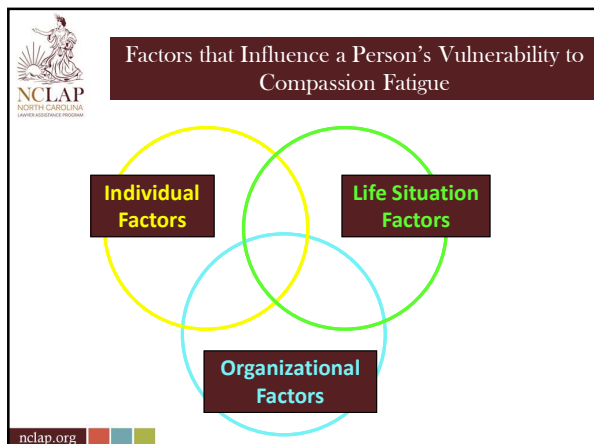 Factors that Influence a Person's Vulnerability to
Compassion Fatigue
NCLAP
NORTH CAROLINA
LAWYER ASSISTANCE PROGRAM
Individual
Factors
Life Situation
Factors
Organizational
Factors
nclap.org